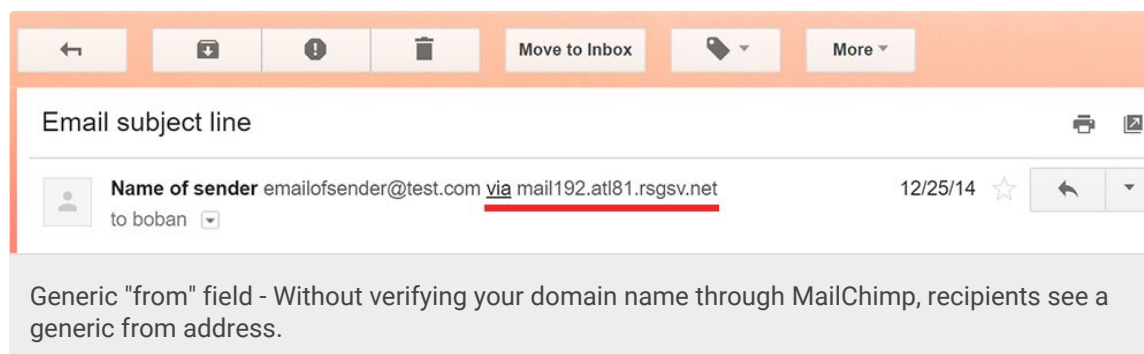 Move to Inbox
More
Email subject line
Name of sender emailofsender@test.com via mail192.atl81.rsgsv.net 12/25/14
to boban
Generic "from" field - Without verifying your domain name through MailChimp, recipients see a
generic from address.